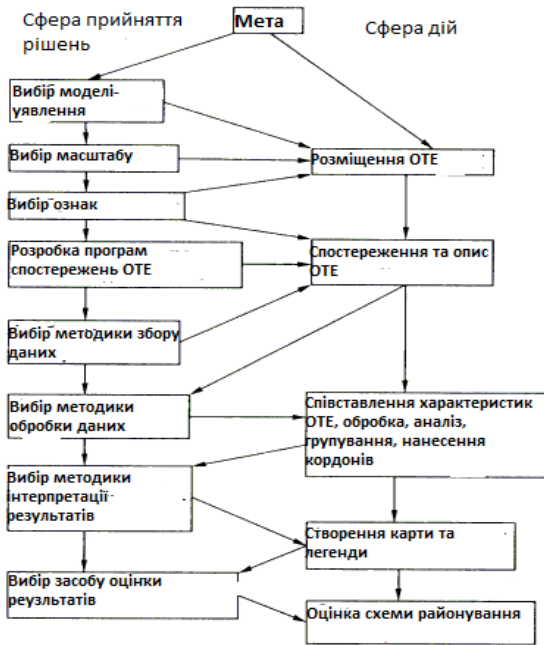 Сфера прийняття
рішень
Мета
Сфера дій
Вибір моделі-
уявлення
Вибір масштабу
Розміщення ОТЕ
Вибір ознак
Розробка програм
спостережень ОТЕ
Спостереження та опис
ОТЕ
Вибір методики збору
даних
Вибір методики
обробки даних
Співставлення характеристик
ОТЕ, обробка, аналіз,
групування, нанесення
кордонів
Вибір методики
інтерпретації
результатів
Створення карти та
легенди
Вибір засобу оцінки
реузльтатів
Оцінка схеми районування